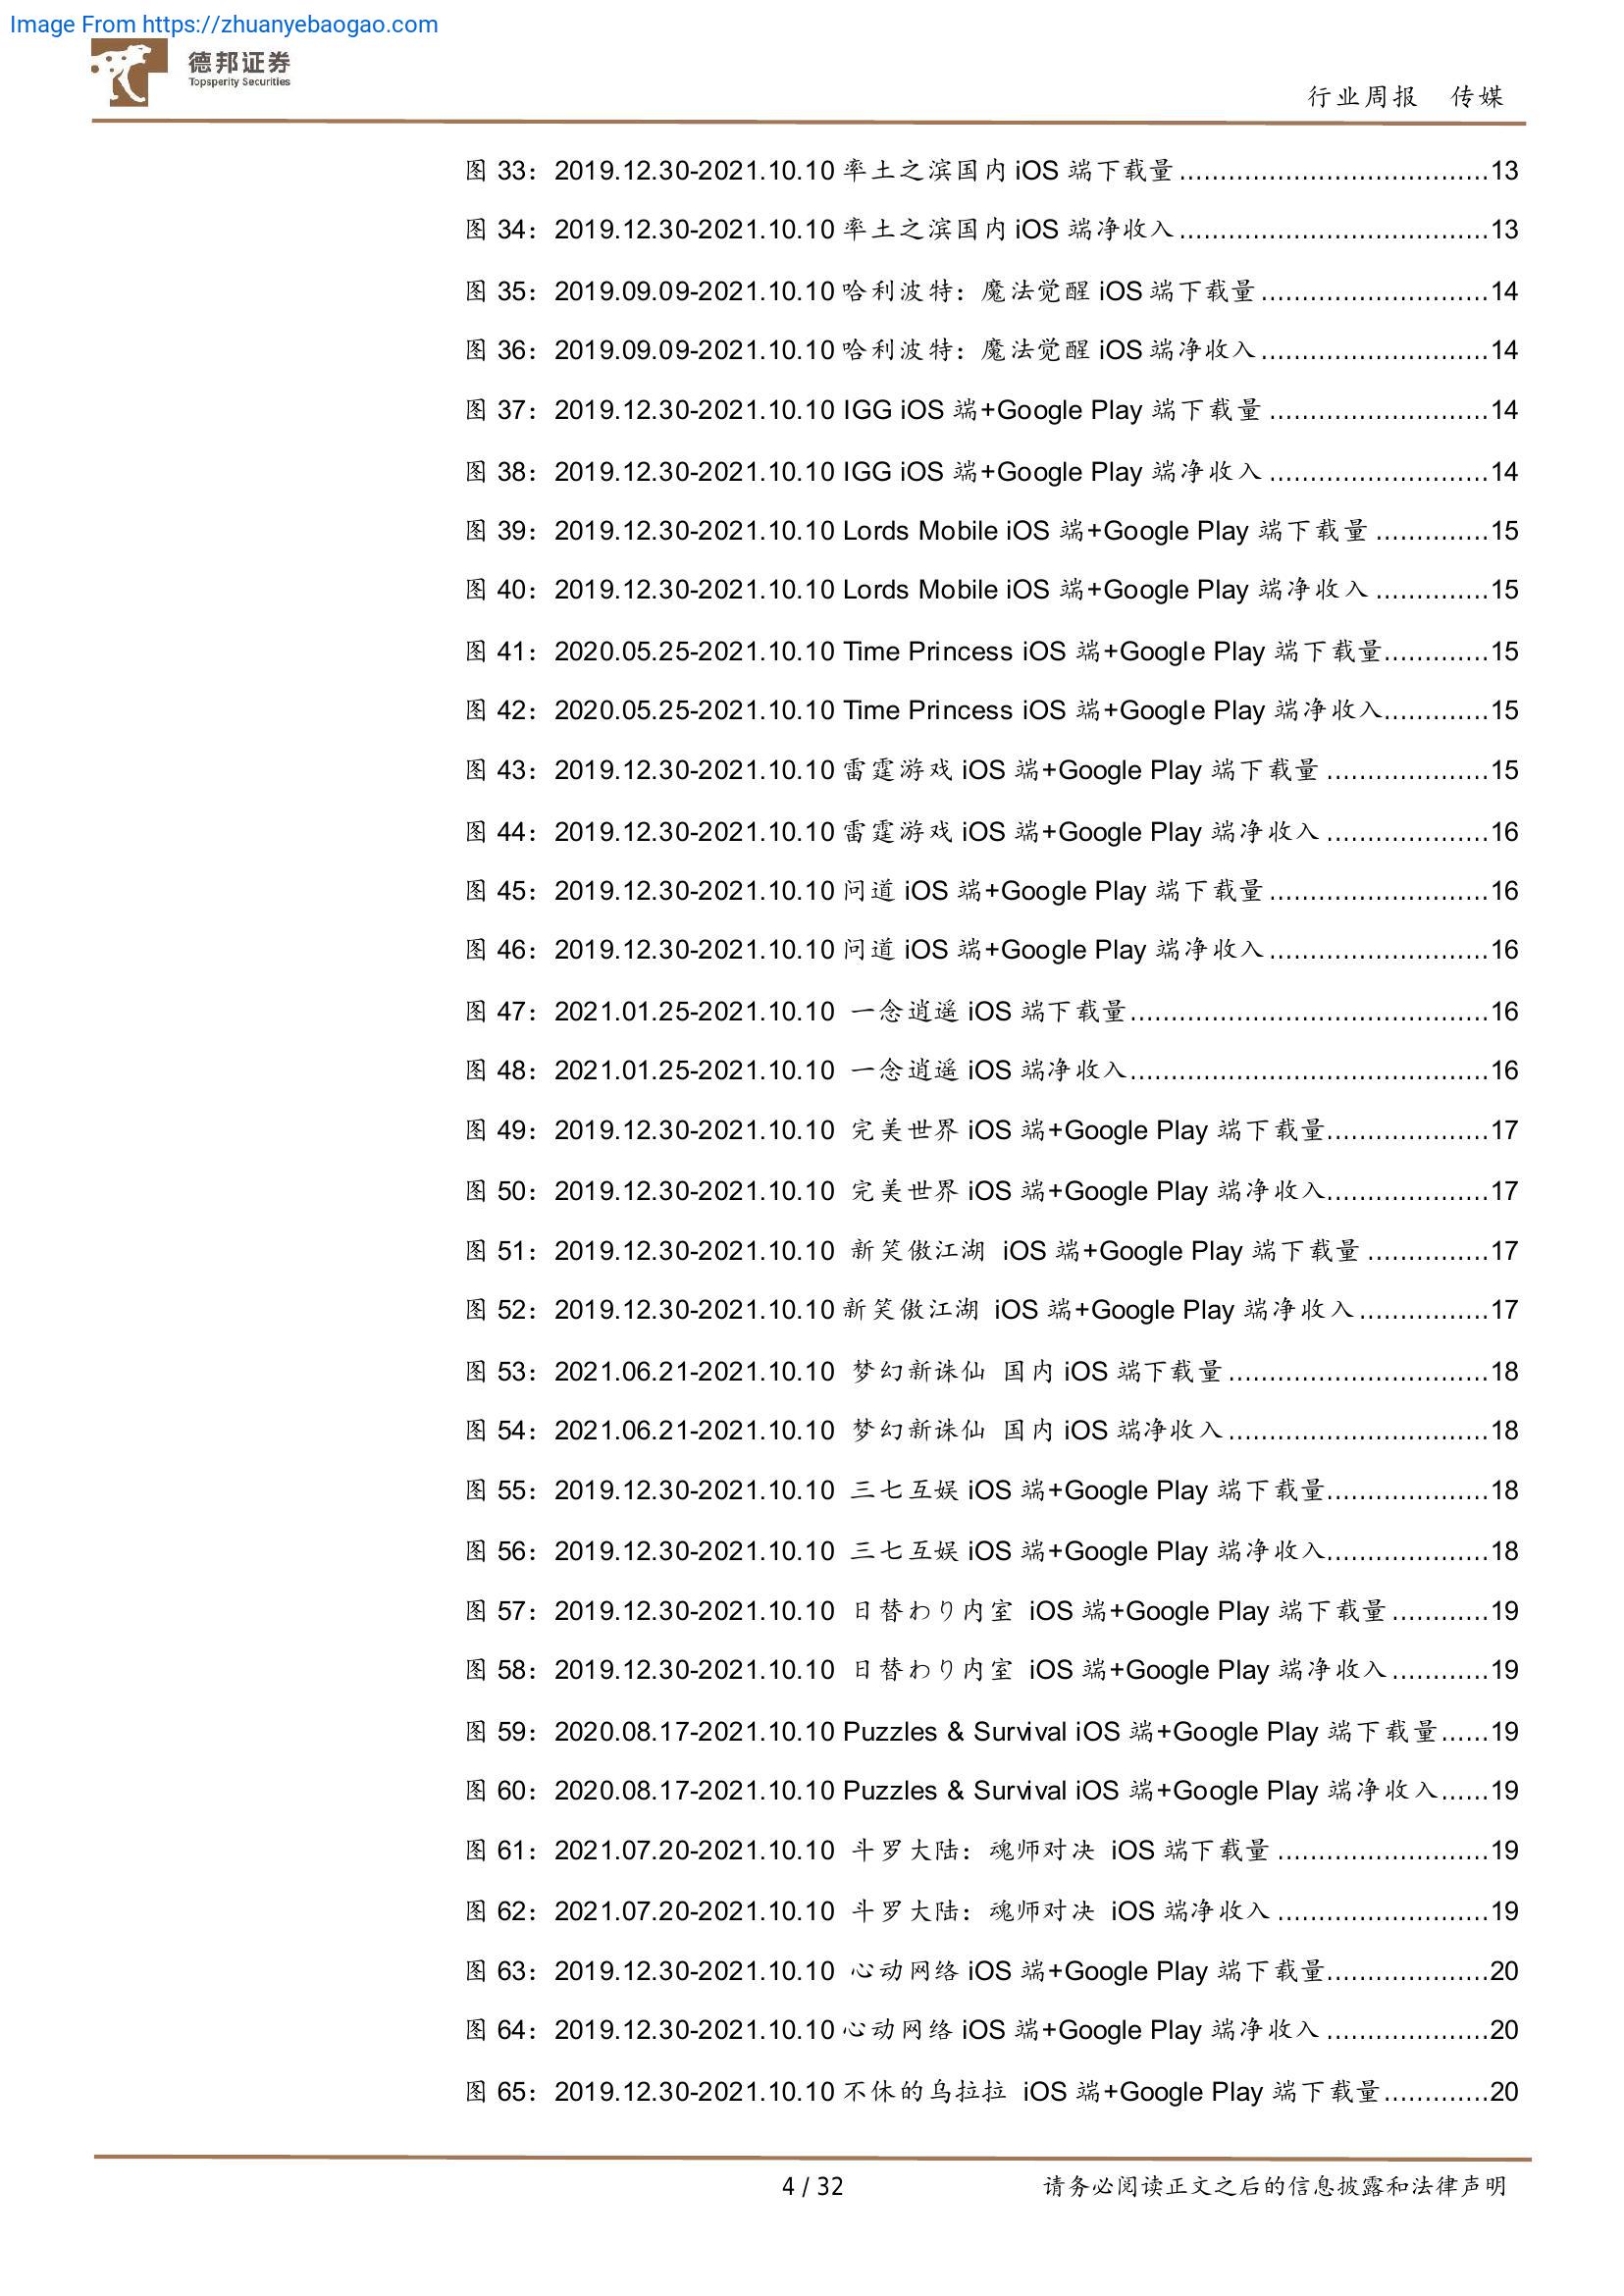 Image From https://zhuanyebaogao.com
德邦证券
Topsperity Securities
行业周报 传媒
图 33：2019.12.30-2021.10.10 率土之滨国内 iOS 端下载量......................................13
图 34：2019.12.30-2021.10.10 率土之滨国内 iOS 端净收入......................................13
图 35：2019.09.09-2021.10.10 哈利波特：魔法觉醒 iOS 端下载量............................14
图 36：2019.09.09-2021.10.10 哈利波特：魔法觉醒 iOS 端净收入............................14
图 37：2019.12.30-2021.10.10 IGG iOS 端+Google Play 端下载量...........................14
图 38：2019.12.30-2021.10.10 IGG iOS 端+Google Play 端净收入...........................14
图 39：2019.12.30-2021.10.10 Lords Mobile iOS 端+Google Play 端下载量..............15
图 40：2019.12.30-2021.10.10 Lords Mobile iOS 端+Google Play 端净收入..............15
图 41：2020.05.25-2021.10.10 Time Princess iOS 端+Google Play 端下载量.............15
图 42：2020.05.25-2021.10.10 Time Princess iOS 端+Google Play 端净收入.............15
图 43：2019.12.30-2021.10.10 雷霆游戏 iOS 端+Google Play 端下载量....................15
图 44：2019.12.30-2021.10.10 雷霆游戏 iOS 端+Google Play 端净收入....................16
图 45：2019.12.30-2021.10.10 问道 iOS 端+Google Play 端下载量...........................16
图 46：2019.12.30-2021.10.10 问道 iOS 端+Google Play 端净收入...........................16
图 47：2021.01.25-2021.10.10 一念逍遥 iOS 端下载量............................................16
图 48：2021.01.25-2021.10.10 一念逍遥 iOS 端净收入............................................16
图 49：2019.12.30-2021.10.10 完美世界 iOS 端+Google Play 端下载量....................17
图 50：2019.12.30-2021.10.10 完美世界 iOS 端+Google Play 端净收入....................17
图 51：2019.12.30-2021.10.10 新笑傲江湖 iOS 端+Google Play 端下载量...............17
图 52：2019.12.30-2021.10.10 新笑傲江湖 iOS 端+Google Play 端净收入................17
图 53：2021.06.21-2021.10.10 梦幻新诛仙 国内 iOS 端下载量................................18
图 54：2021.06.21-2021.10.10 梦幻新诛仙 国内 iOS 端净收入................................18
图 55：2019.12.30-2021.10.10 三七互娱 iOS 端+Google Play 端下载量....................18
图 56：2019.12.30-2021.10.10 三七互娱 iOS 端+Google Play 端净收入....................18
图 57：2019.12.30-2021.10.10 日替わり内室 iOS 端+Google Play 端下载量............19
图 58：2019.12.30-2021.10.10 日替わり内室 iOS 端+Google Play 端净收入............19
图 59：2020.08.17-2021.10.10 Puzzles & Survival iOS 端+Google Play 端下载量......19
图 60：2020.08.17-2021.10.10 Puzzles & Survival iOS 端+Google Play 端净收入......19
图 61：2021.07.20-2021.10.10 斗罗大陆：魂师对决 iOS 端下载量..........................19
图 62：2021.07.20-2021.10.10 斗罗大陆：魂师对决 iOS 端净收入..........................19
图 63：2019.12.30-2021.10.10 心动网络 iOS 端+Google Play 端下载量....................20
图 64：2019.12.30-2021.10.10 心动网络 iOS 端+Google Play 端净收入....................20
图 65：2019.12.30-2021.10.10 不休的乌拉拉 iOS 端+Google Play 端下载量.............20
4 / 32 请务必阅读正文之后的信息披露和法律声明